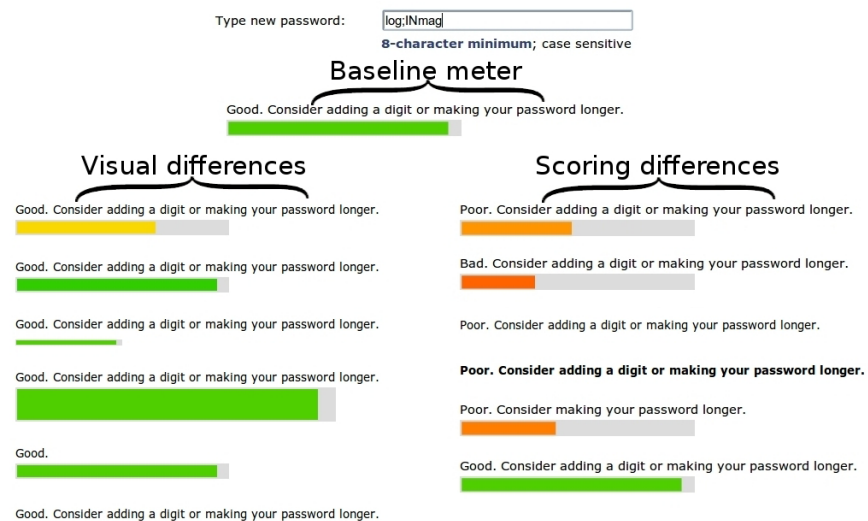 Type new password: log;INmag
8-character minimum; case sensitive
Baseline meter
Good. Consider adding a digit or making your password longer.
Visual differences
Good. Consider adding a digit or making your password longer.
Good. Consider adding a digit or making your password longer.
Good. Consider adding a digit or making your password longer.
Good. Consider adding a digit or making your password longer.
Good.
Good. Consider adding a digit or making your password longer.
Scoring differences
Poor. Consider adding a digit or making your password longer.
Bad. Consider adding a digit or making your password longer.
Poor. Consider adding a digit or making your password longer.
Poor. Consider adding a digit or making your password longer.
Poor. Consider making your password longer.
Good. Consider adding a digit or making your password longer.